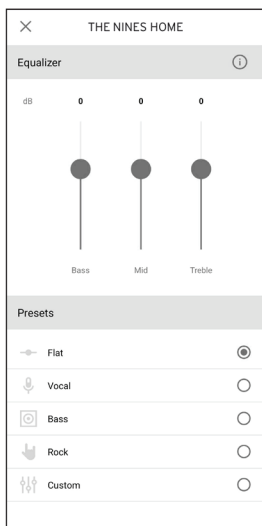 THE NINES HOME
Equalizer
dB 0 0 0
Bass Mid Treble
Presets
Flat
Vocal
Bass
Rock
Custom